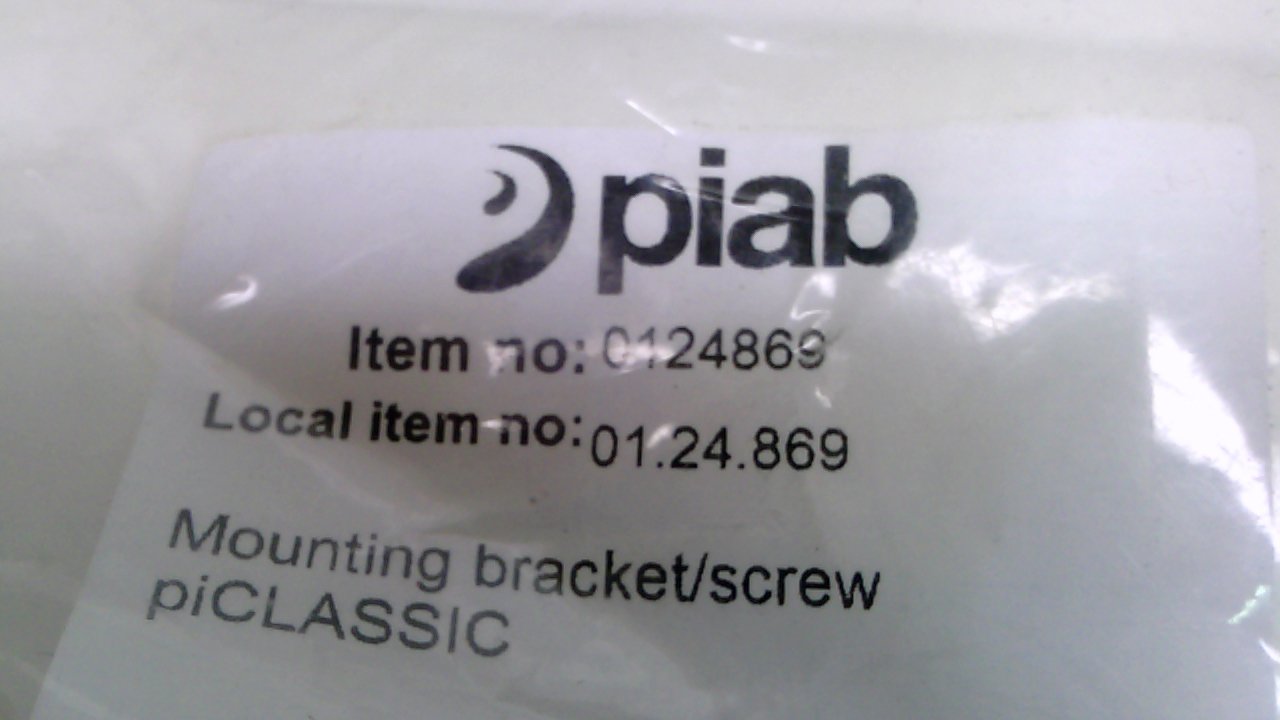 piab
Item no: 0124869
Local item no: 01.24.869
Mounting bracket/screw
piCLASSIC